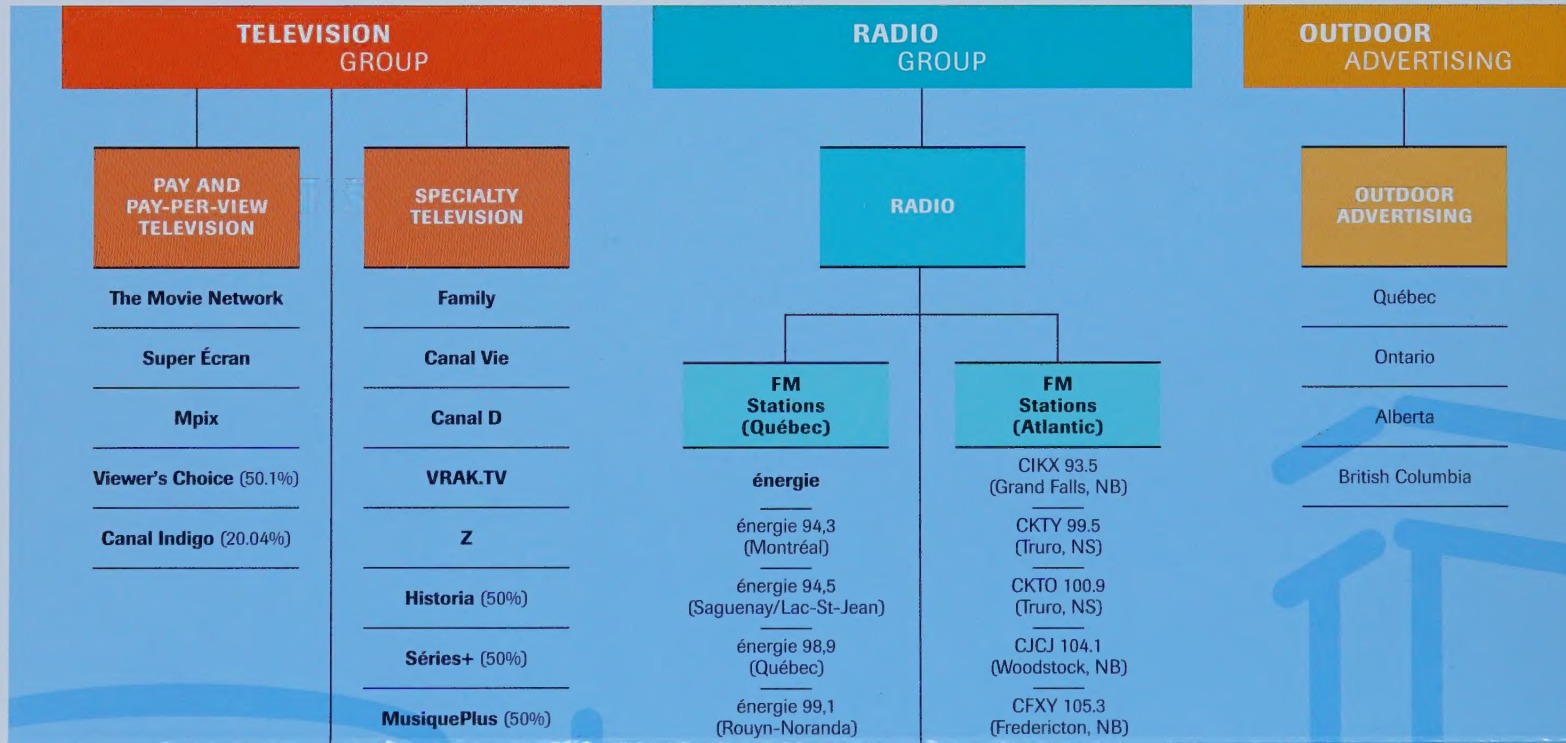 TELEVISION
GROUP
PAY AND
PAY-PER-VIEW
TELEVISION
The Movie Network
Super Écran
Mpix
Viewer's Choice (50.1%)
Canal Indigo (20.04%)
SPECIALTY
TELEVISION
Family
Canal Vie
Canal D
VRAK.TV
Z
Historia (50%)
Séries+ (50%)
MusiquePlus (50%)
RADIO
GROUP
RADIO
FM
Stations
(Québec)
énergie
énergie 94,3
(Montréal)
énergie 94,5
(Saguenay/Lac-St-Jean)
énergie 98,9
(Québec)
énergie 99,1
(Rouyn-Noranda)
FM
Stations
(Atlantic)
CIKX 93.5
(Grand Falls, NB)
CKTY 99.5
(Truro, NS)
CKTO 100.9
(Truro, NS)
CJCJ 104.1
(Woodstock, NB)
CFXY 105.3
(Fredericton, NB)
OUTDOOR
ADVERTISING
OUTDOOR
ADVERTISING
Québec
Ontario
Alberta
British Columbia